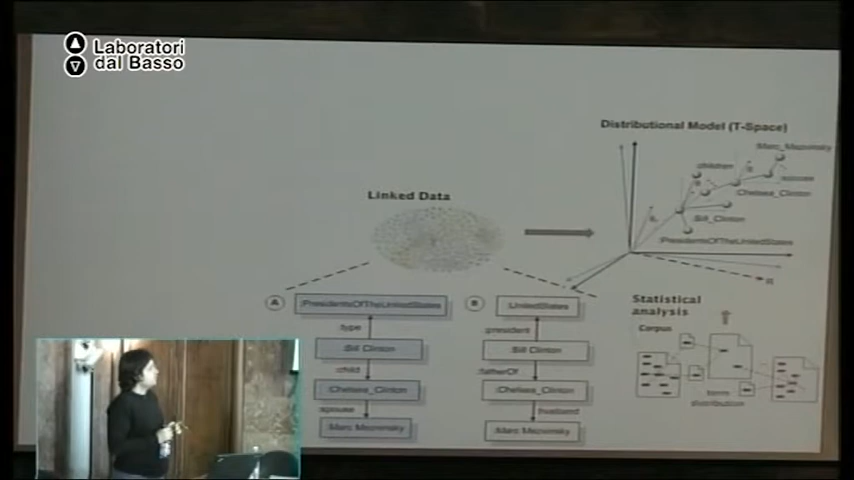 Laboratori
dal Basso
Distributional Model (T-Space)
:Marc_Mezvinsky
:children
:spouse
:Chelsea_Clinton
:Bill_Clinton
:PresidentsOfTheUnitedStates
Linked Data
A
:PresidentsOfTheUnitedStates
:type
:Bill Clinton
:child
:Chelsea_Clinton
:spouse
:Marc Mezvinsky
B
:UnitedStates
:president
:Bill Clinton
:fatherOf
:Chelsea_Clinton
:husband
:Marc Mezvinsky
Statistical
analysis
Corpus
term
distribution